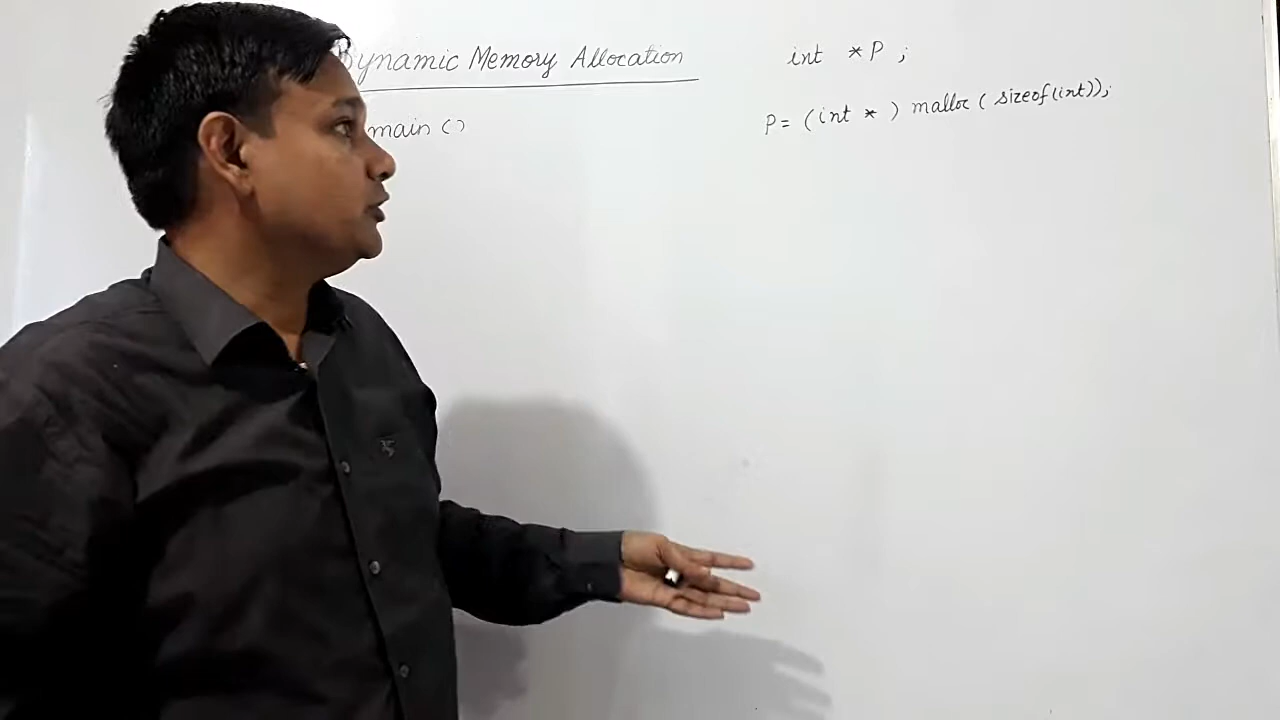 Dynamic Memory Allocation
main ()
int *P ;
P= (int * ) malloc ( sizeof(int));